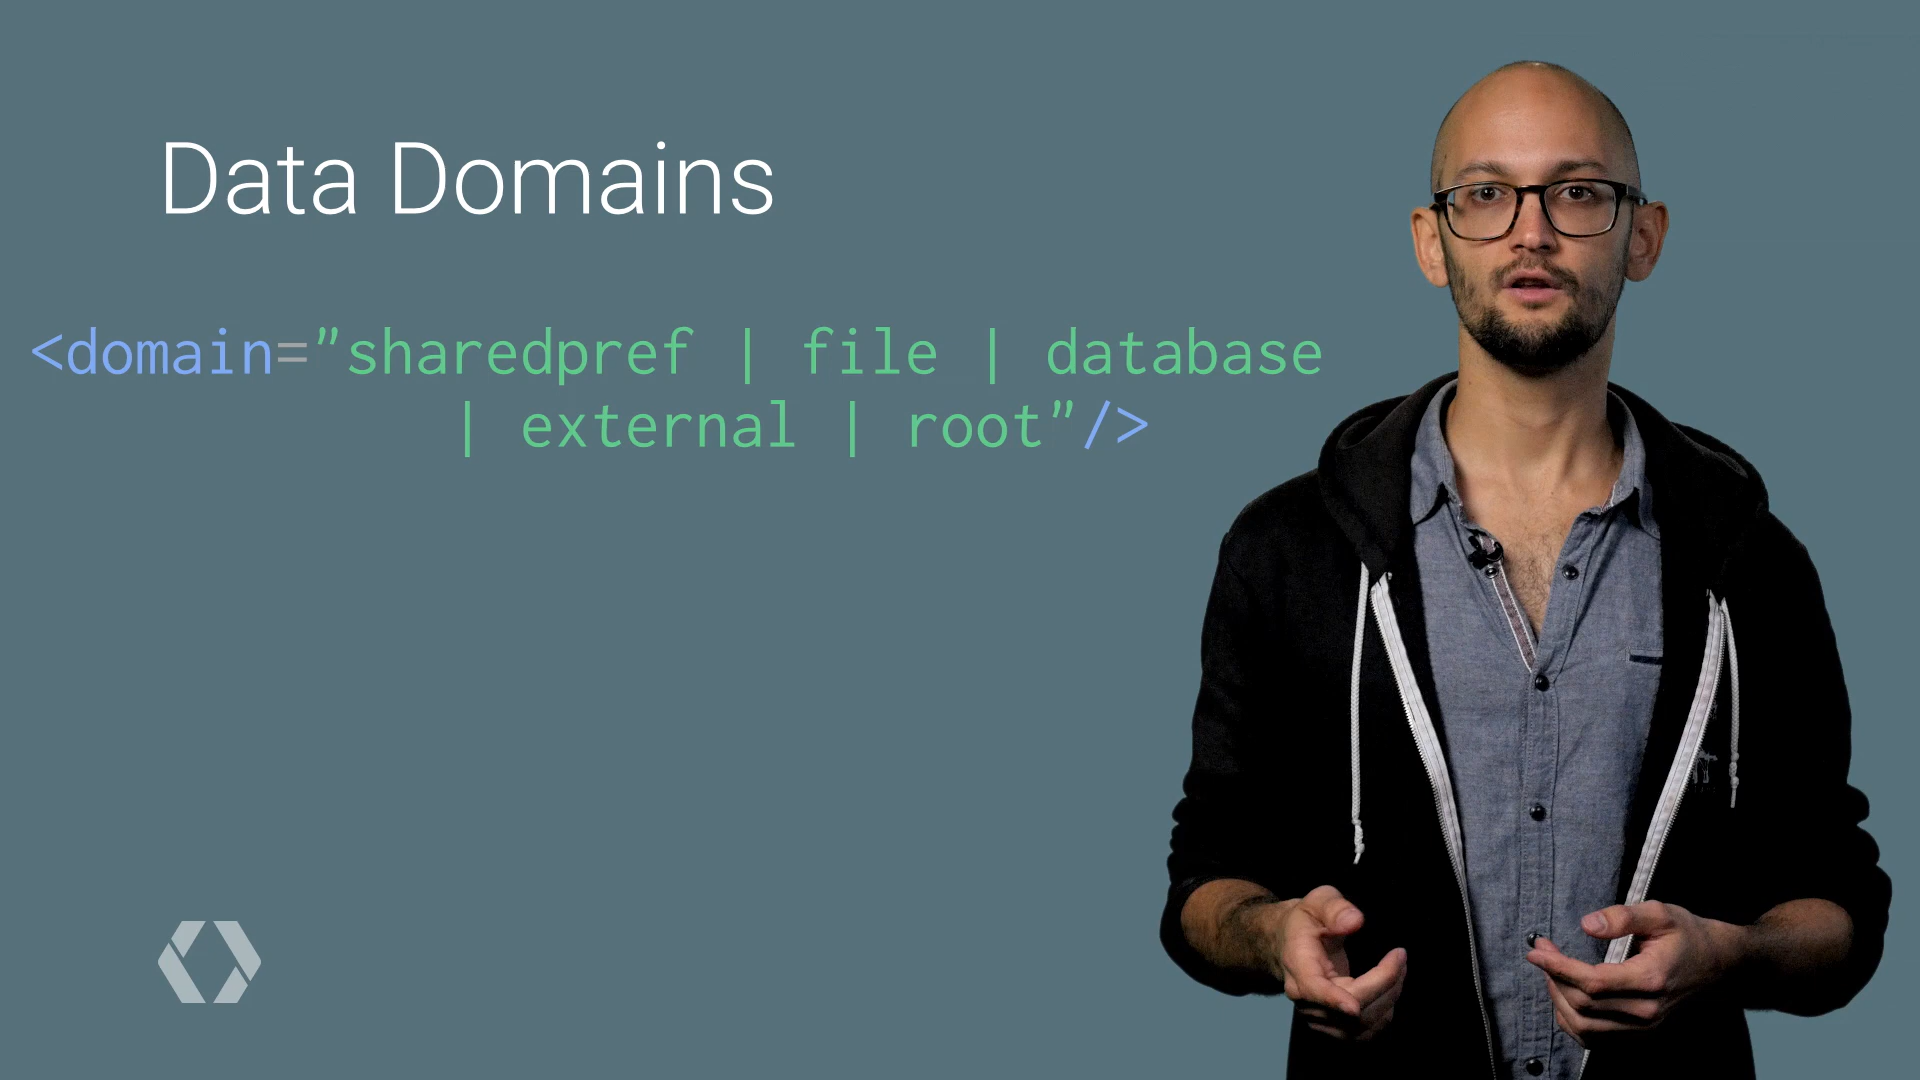 Data Domains
<domain="sharedpref | file | database
| external | root"/>